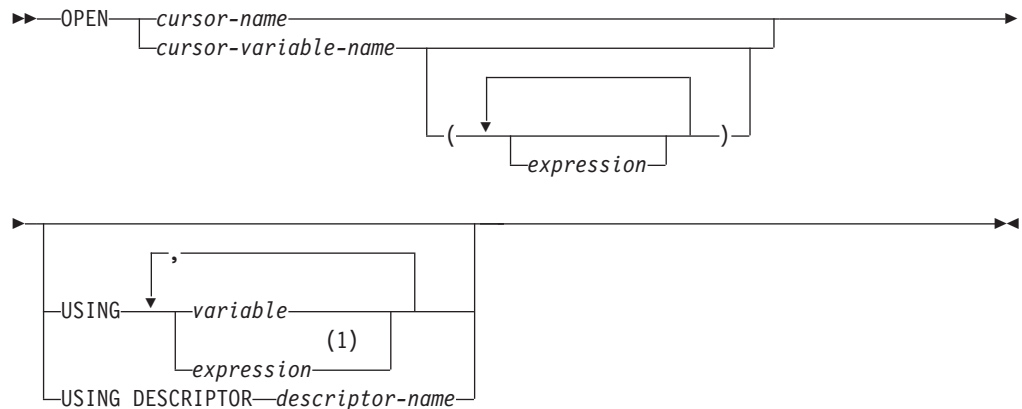 OPEN cursor-name
cursor-variable-name
( )
expression
,
USING variable
(1)
expression
USING DESCRIPTOR descriptor-name